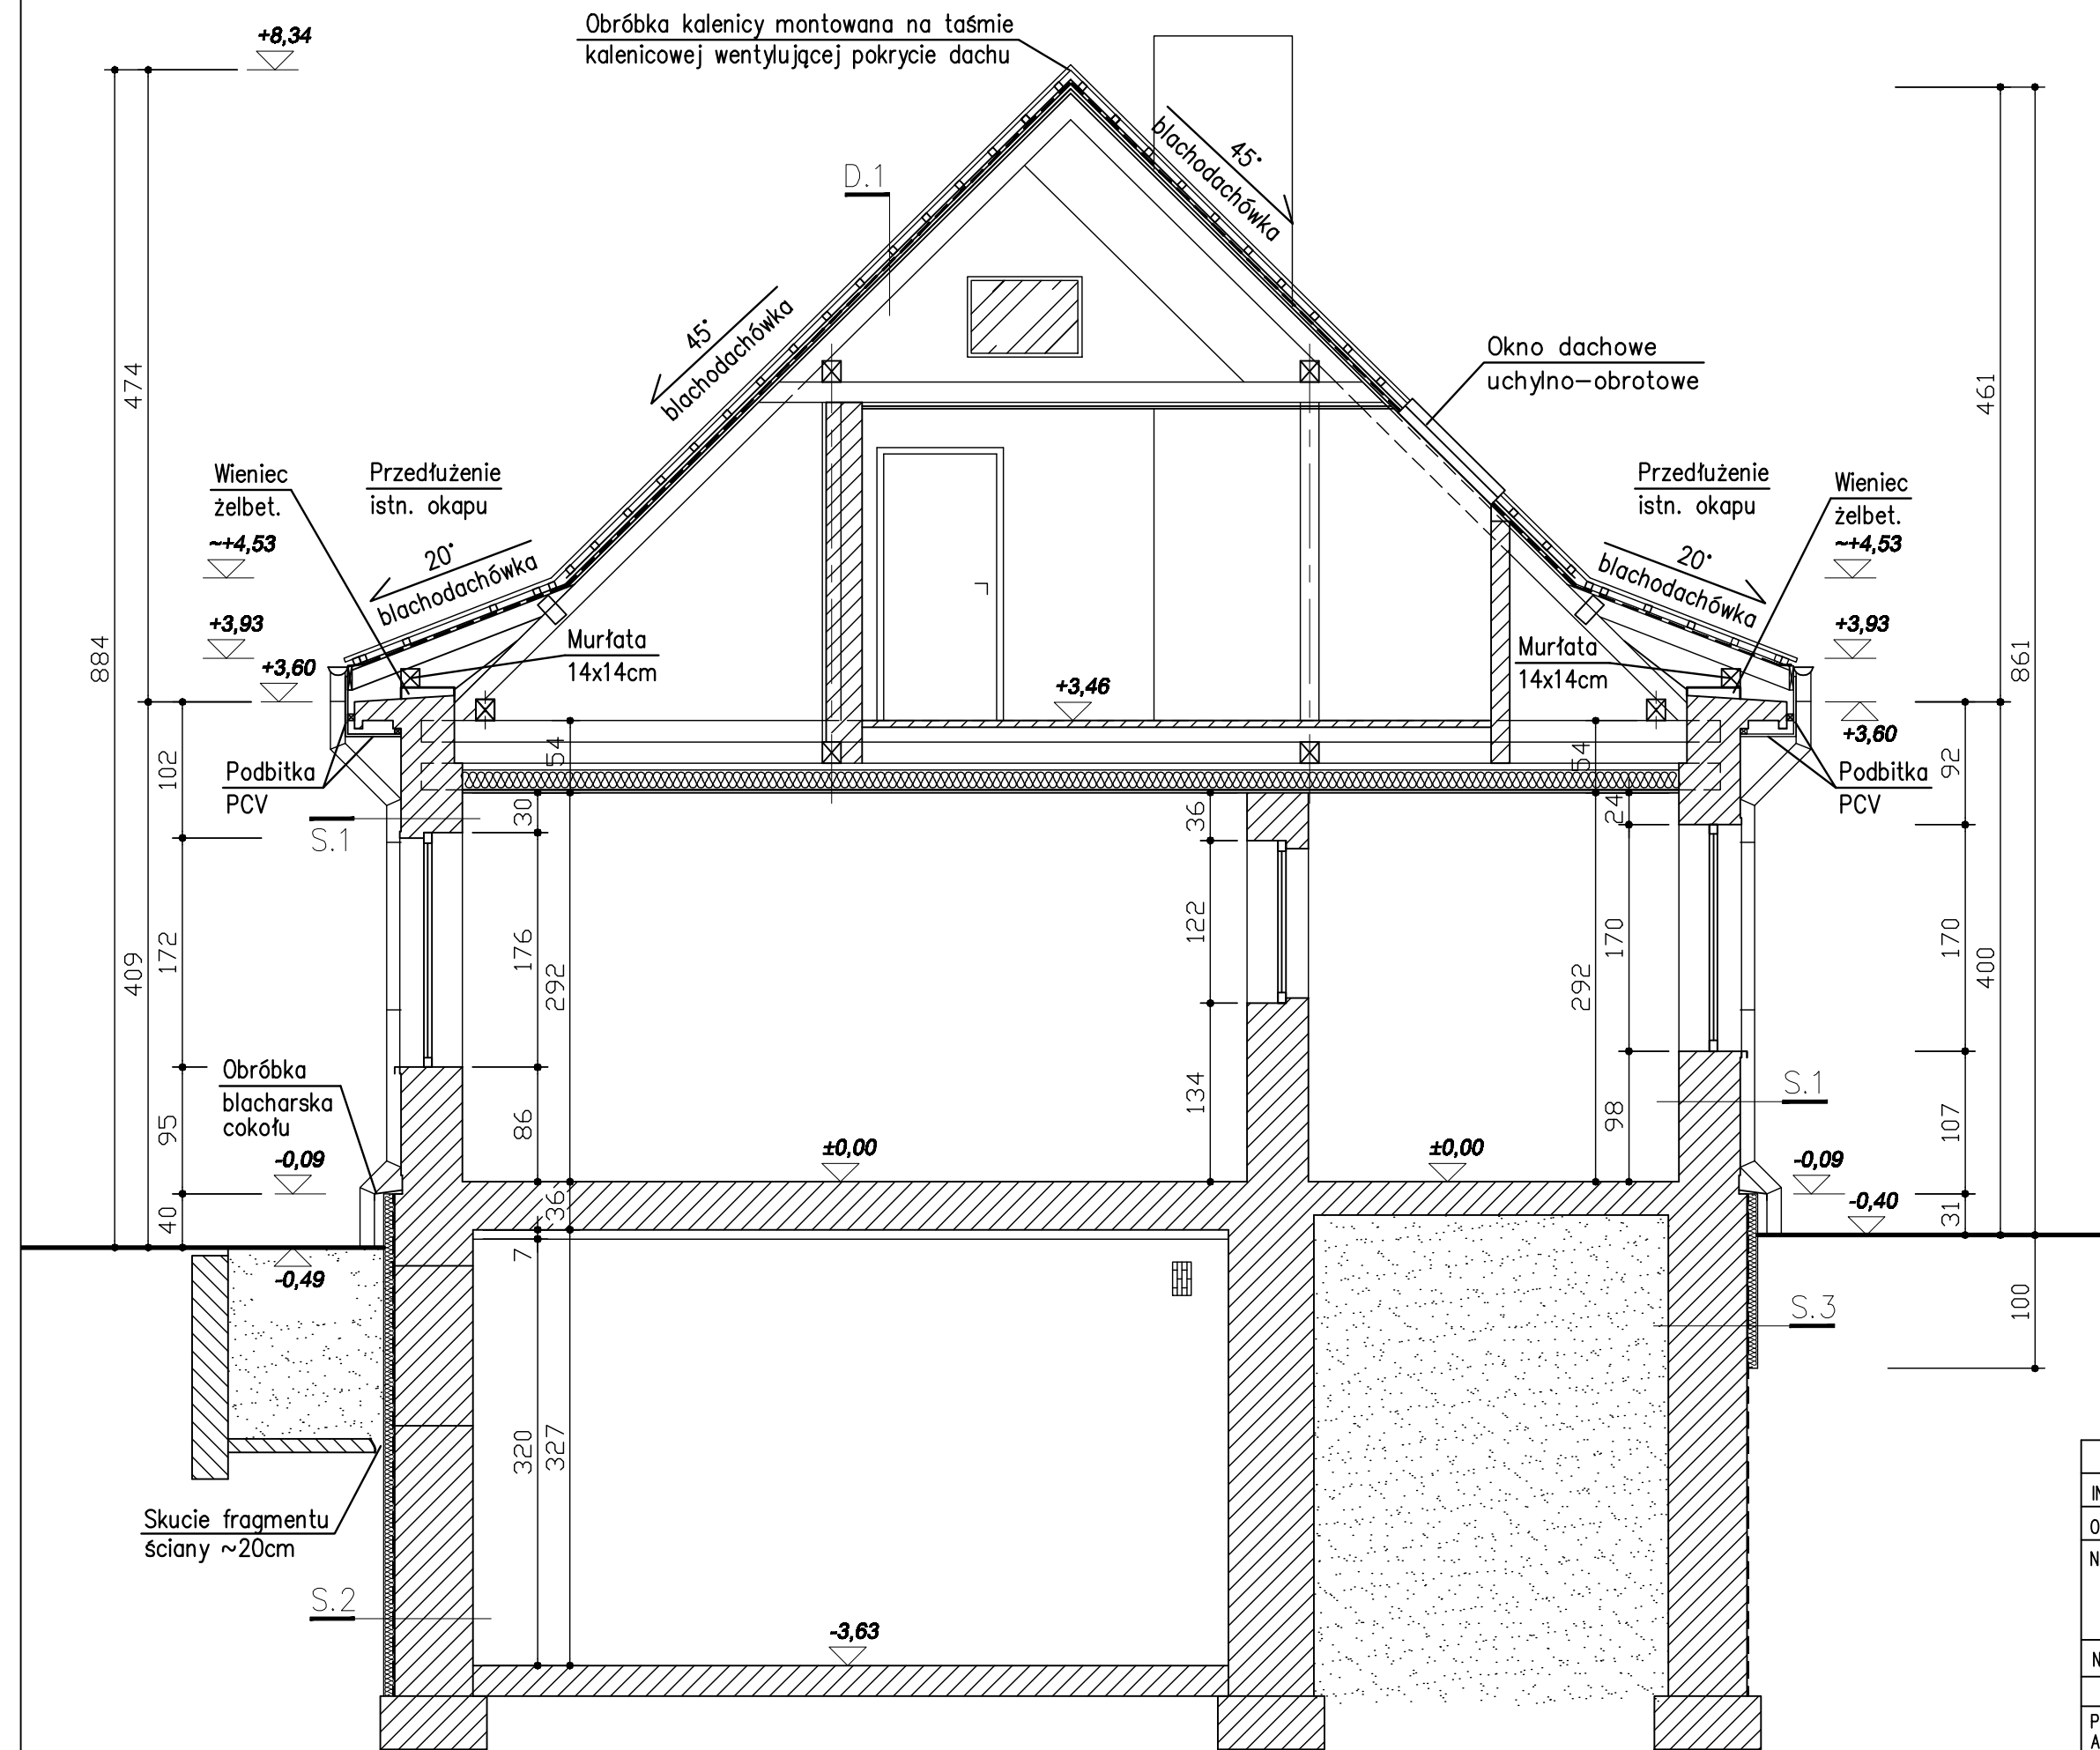 +8,34
Obróbka kalenicy montowana na taśmie
kalenicowej wentylującej pokrycie dachu
D.1
45°
blachodachówka
45°
blachodachówka
Okno dachowe
uchylno-obrotowe
474
461
Wieniec
żelbet.
Przedłużenie
istn. okapu
Przedłużenie
istn. okapu
Wieniec
żelbet.
~+4,53
~+4,53
20°
blachodachówka
20°
blachodachówka
+3,93
+3,93
884
861
Murłata
14x14cm
Murłata
14x14cm
+3,60
+3,46
+3,60
102
54
54
92
Podbitka
PCV
Podbitka
PCV
S.1
30
36
24
409
172
176
292
122
292
170
170
400
Obróbka
blacharska
cokołu
95
86
134
98
S.1
107
-0,09
±0,00
±0,00
-0,09
-0,40
40
36
31
-0,49
7
100
S.3
320
327
Skucie fragmentu
ściany ~20cm
S.2
-3,63